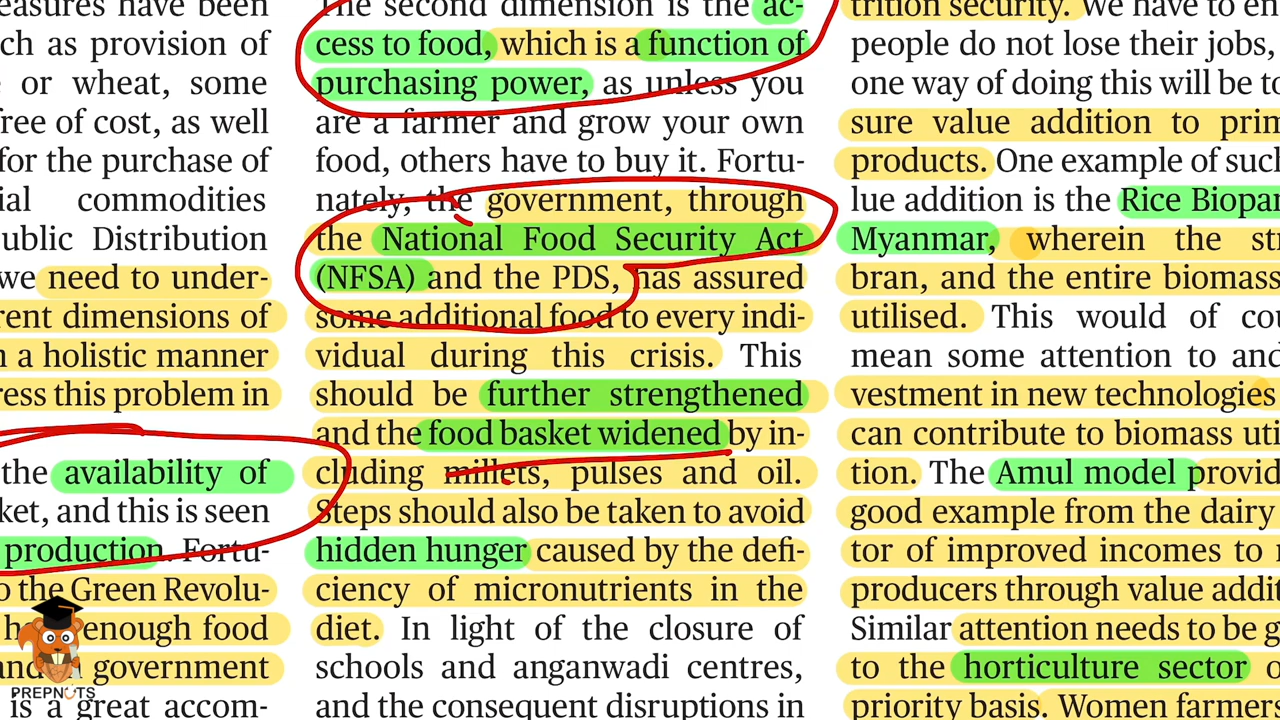 easures have been
ch as provision of
or wheat, some
free of cost, as well
for the purchase of
commodities
Distribution
we need to under-
dimensions of
a holistic manner
this problem in
the availability of
and this is seen
production. Fortu-
the Green Revolu-
enough food
government
is a great accom-
The second dimension is the ac-
cess to food, which is a function of
purchasing power, as unless you
are a farmer and grow your own
food, others have to buy it. Fortu-
nately, the government, through
the National Food Security Act
(NFSA) and the PDS, has assured
some additional food to every indi-
vidual during this crisis. This
should be further strengthened
and the food basket widened by in-
cluding millets, pulses and oil.
Steps should also be taken to avoid
hidden hunger caused by the defi-
ciency of micronutrients in the
diet. In light of the closure of
schools and anganwadi centres,
and the consequent disruptions in
trition security. We have to en
people do not lose their jobs,
one way of doing this will be to
sure value addition to prim
products. One example of such
lue addition is the Rice Biopar
Myanmar, wherein the str
bran, and the entire biomass
utilised. This would of cou
mean some attention to and
vestment in new technologies
can contribute to biomass uti
tion. The Amul model provid
good example from the dairy
tor of improved incomes to
producers through value addit
Similar attention needs to be g
to the horticulture sector o
priority basis. Women farmers
PREPNUTS